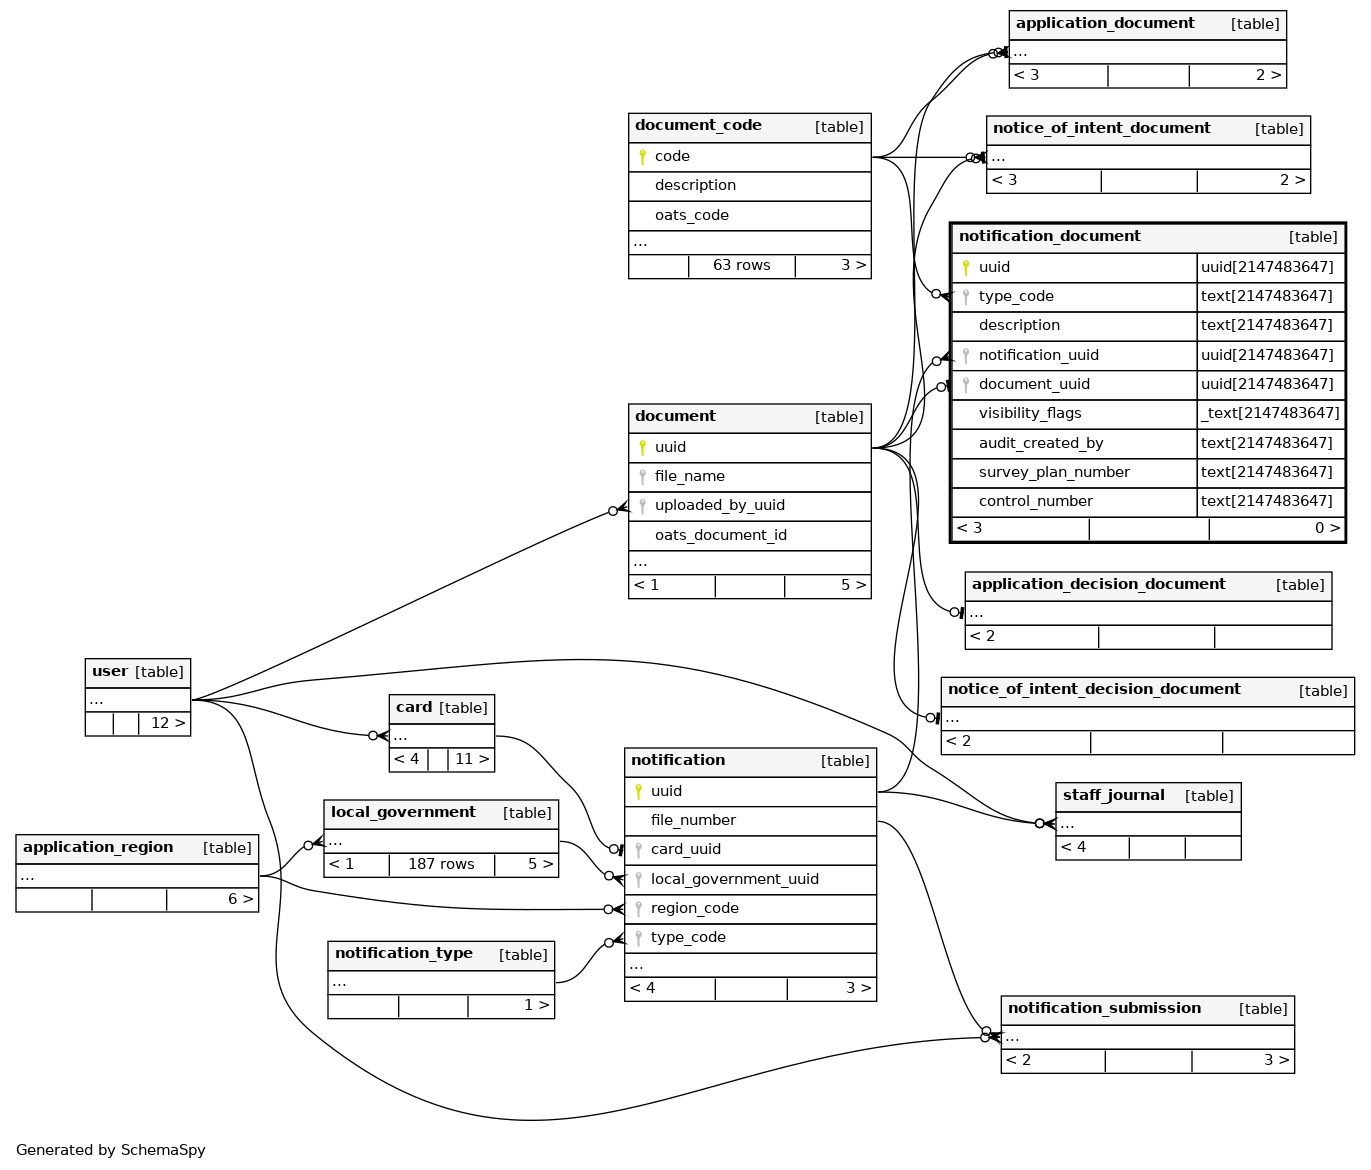 application_document [table]
...
< 3 2 >
document_code [table]
code
description
oats_code
...
63 rows 3 >
notice_of_intent_document [table]
...
< 3 2 >
notification_document [table]
uuid uuid[2147483647]
type_code text[2147483647]
description text[2147483647]
notification_uuid uuid[2147483647]
document_uuid uuid[2147483647]
visibility_flags _text[2147483647]
audit_created_by text[2147483647]
survey_plan_number text[2147483647]
control_number text[2147483647]
< 3 0 >
document [table]
uuid
file_name
uploaded_by_uuid
oats_document_id
...
< 1 5 >
application_decision_document [table]
...
< 2
user [table]
...
12 >
notice_of_intent_decision_document [table]
...
< 2
card [table]
...
< 4 11 >
notification [table]
uuid
file_number
card_uuid
local_government_uuid
region_code
type_code
...
< 4 3 >
staff_journal [table]
...
< 4
local_government [table]
...
< 1 187 rows 5 >
application_region [table]
...
6 >
notification_type [table]
...
1 >
notification_submission [table]
...
< 2 3 >
Generated by SchemaSpy